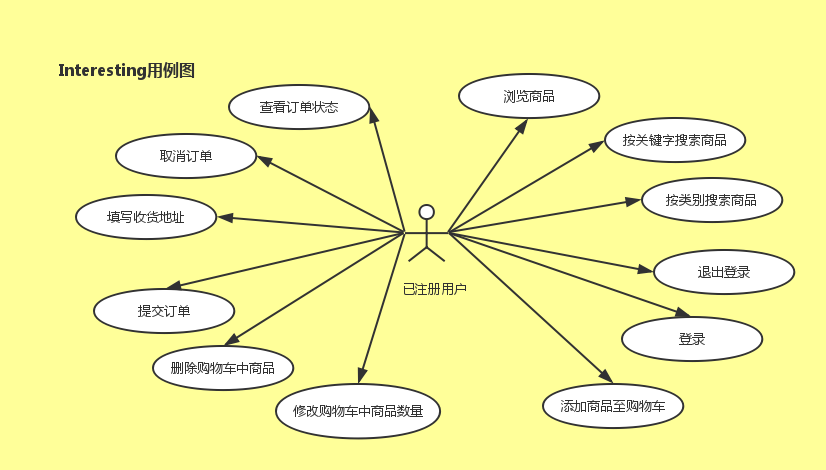 Interesting用例图
查看订单状态
浏览商品
按关键字搜索商品
取消订单
按类别搜索商品
填写收货地址
退出登录
已注册用户
提交订单
登录
删除购物车中商品
修改购物车中商品数量
添加商品至购物车